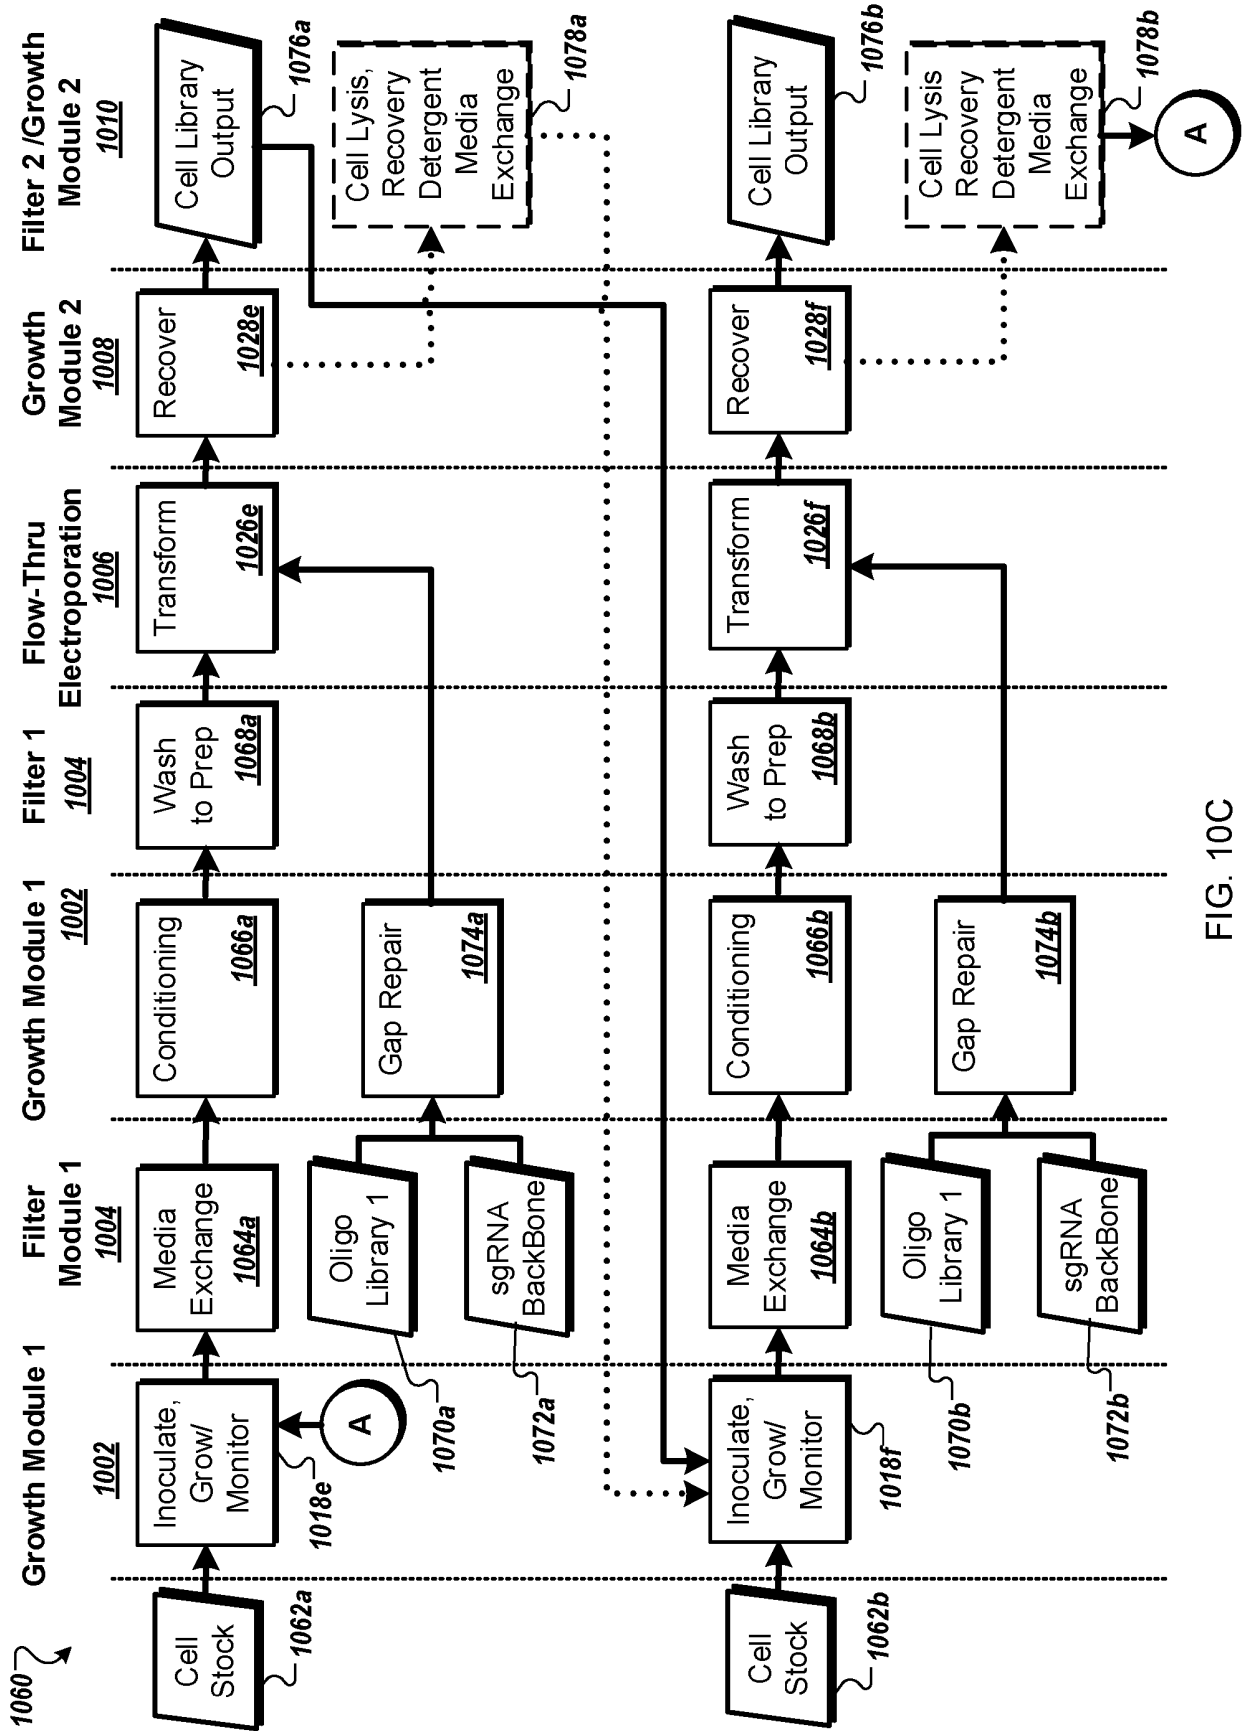 1060
Growth Module 1
1002
Filter
Module 1
1004
Growth Module 1
1002
Filter 1
1004
Flow-Thru
Electroporation
1006
Growth
Module 2
1008
Filter 2 /Growth
Module 2
1010
Cell
Stock
1062a
Inoculate,
Grow/
Monitor
1018e
A
Media
Exchange
1064a
Conditioning
1066a
Wash
to Prep
1068a
Transform
1026e
Recover
1028e
Cell Library
Output
1076a
Oligo
Library 1
1070a
sgRNA
BackBone
1072a
Gap Repair
1074a
Cell Lysis,
Recovery
Detergent
Media
Exchange
1078a
Cell
Stock
1062b
Inoculate,
Grow/
Monitor
1018f
Media
Exchange
1064b
Conditioning
1066b
Wash
to Prep
1068b
Transform
1026f
Recover
1028f
Cell Library
Output
1076b
Oligo
Library 1
1070b
sgRNA
BackBone
1072b
Gap Repair
1074b
Cell Lysis
Recovery
Detergent
Media
Exchange
1078b
A
FIG. 10C